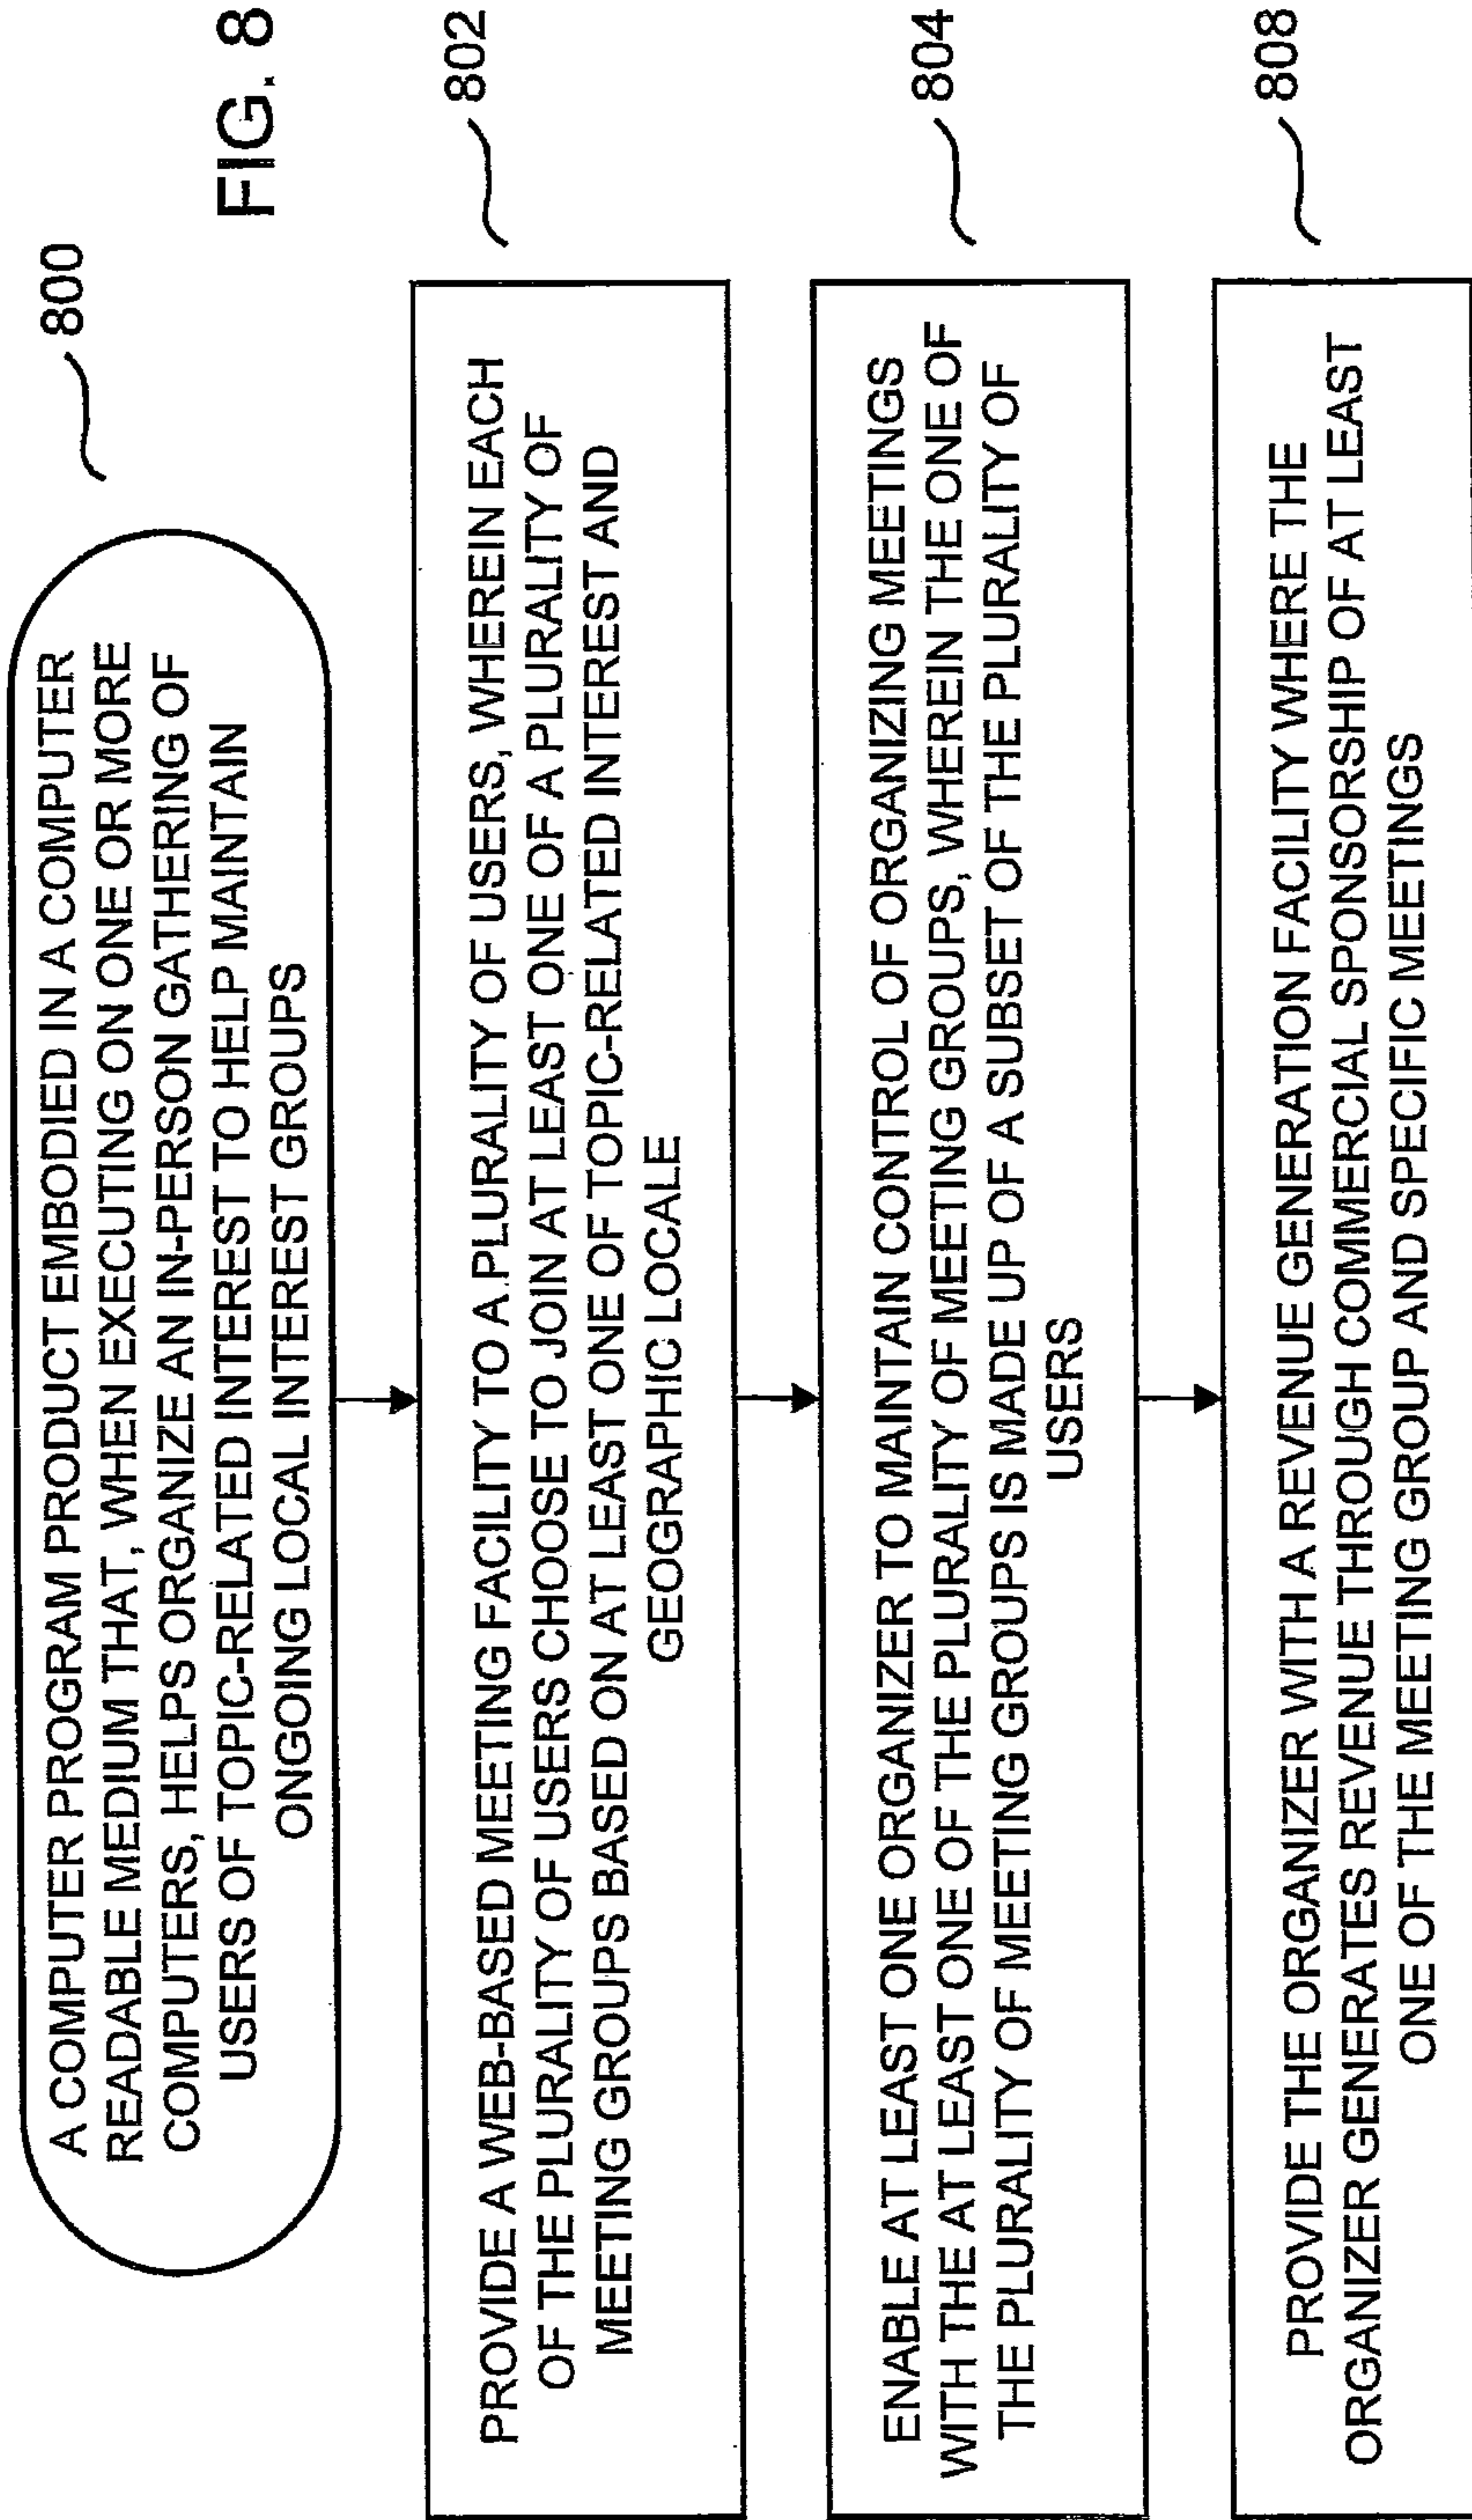 FIG. 8
800
A COMPUTER PROGRAM PRODUCT EMBODIED IN A COMPUTER
READABLE MEDIUM THAT, WHEN EXECUTING ON ONE OR MORE
COMPUTERS, HELPS ORGANIZE AN IN-PERSON GATHERING OF
USERS OF TOPIC-RELATED INTEREST TO HELP MAINTAIN
ONGOING LOCAL INTEREST GROUPS
802
PROVIDE A WEB-BASED MEETING FACILITY TO A PLURALITY OF USERS, WHEREIN EACH
OF THE PLURALITY OF USERS CHOOSE TO JOIN AT LEAST ONE OF A PLURALITY OF
MEETING GROUPS BASED ON AT LEAST ONE OF TOPIC-RELATED INTEREST AND
GEOGRAPHIC LOCALE
804
ENABLE AT LEAST ONE ORGANIZER TO MAINTAIN CONTROL OF ORGANIZING MEETINGS
WITH THE AT LEAST ONE OF THE PLURALITY OF MEETING GROUPS, WHEREIN THE ONE OF
THE PLURALITY OF MEETING GROUPS IS MADE UP OF A SUBSET OF THE PLURALITY OF
USERS
808
PROVIDE THE ORGANIZER WITH A REVENUE GENERATION FACILITY WHERE THE
ORGANIZER GENERATES REVENUE THROUGH COMMERCIAL SPONSORSHIP OF AT LEAST
ONE OF THE MEETING GROUP AND SPECIFIC MEETINGS